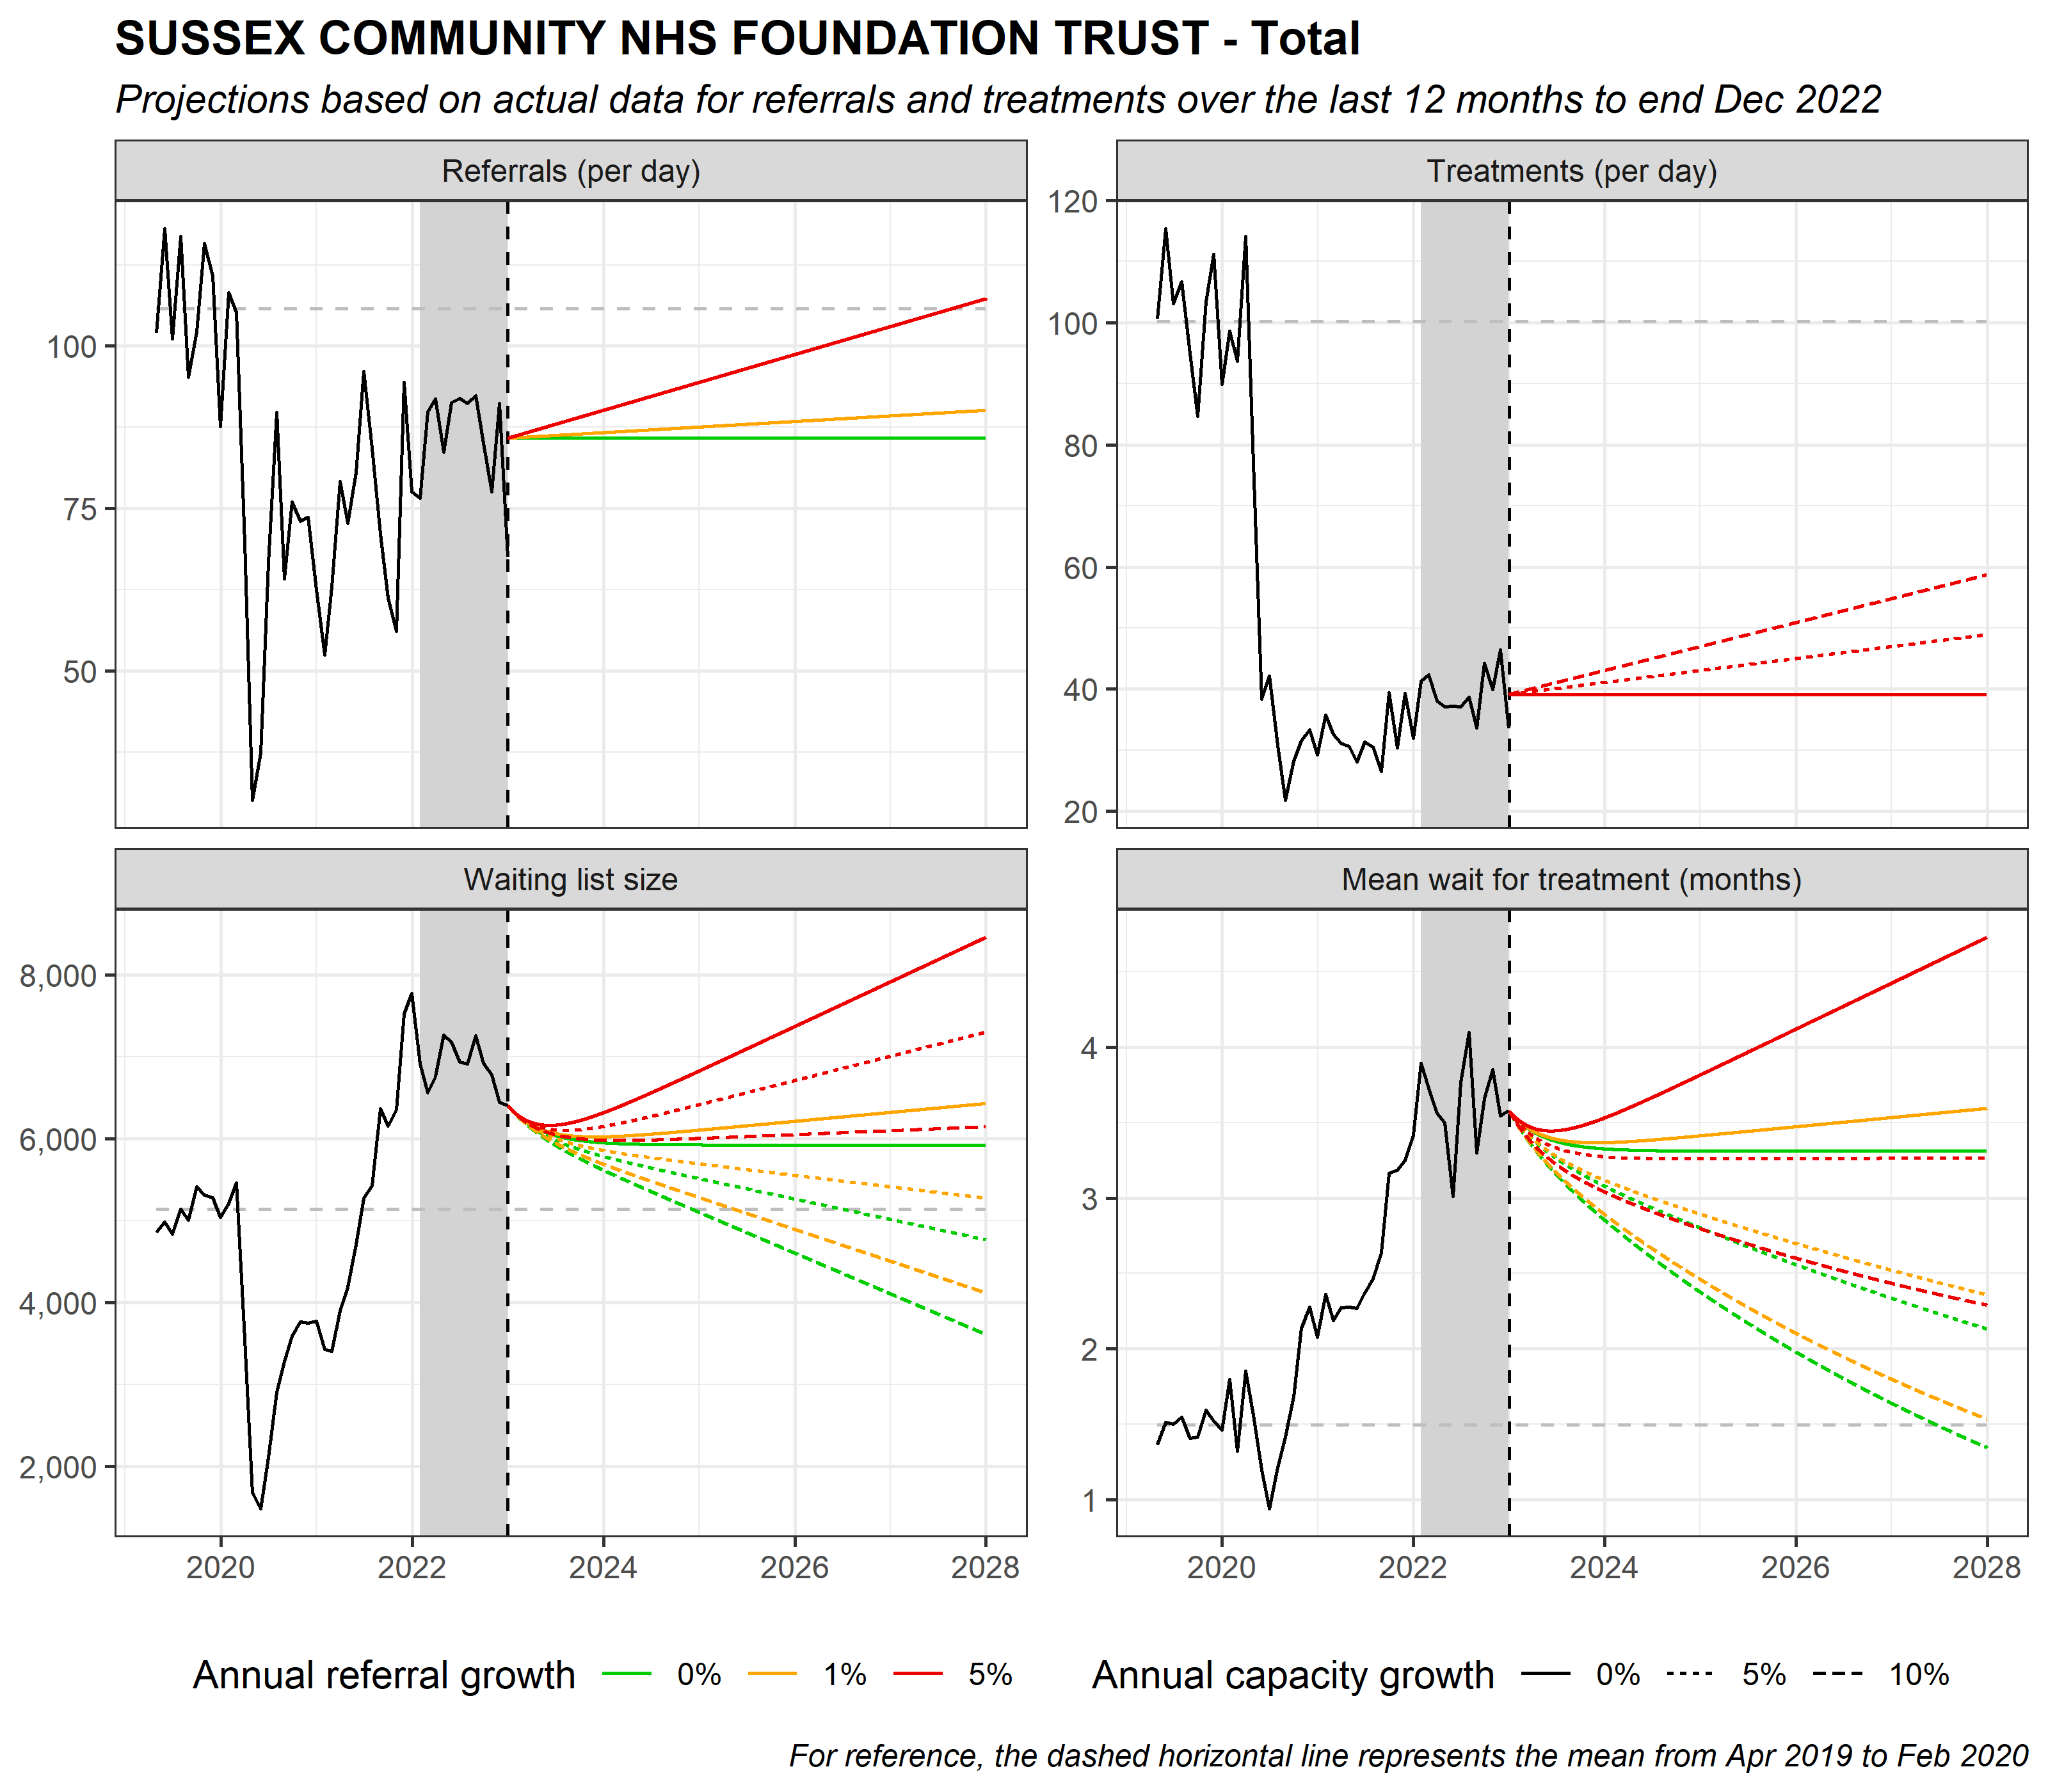 SUSSEX COMMUNITY NHS FOUNDATION TRUST - Total
Projections based on actual data for referrals and treatments over the last 12 months to end Dec 2022
Referrals (per day)
100
75
50
Treatments (per day)
120
100
80
60
40
20
Waiting list size
8,000
6,000
4,000
2,000
2020 2022 2024 2026 2028
Mean wait for treatment (months)
4
3
2
1
2020 2022 2024 2026 2028
Annual referral growth 0% 1% 5%
Annual capacity growth 0% 5% 10%
For reference, the dashed horizontal line represents the mean from Apr 2019 to Feb 2020